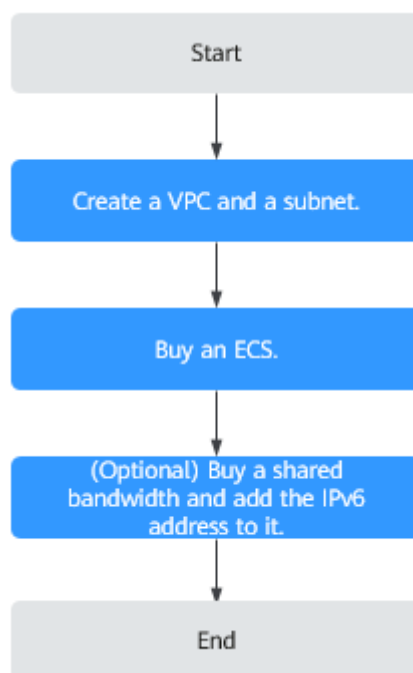 Start
Create a VPC and a subnet.
Buy an ECS.
(Optional) Buy a shared
bandwidth and add the IPv6
address to it.
End